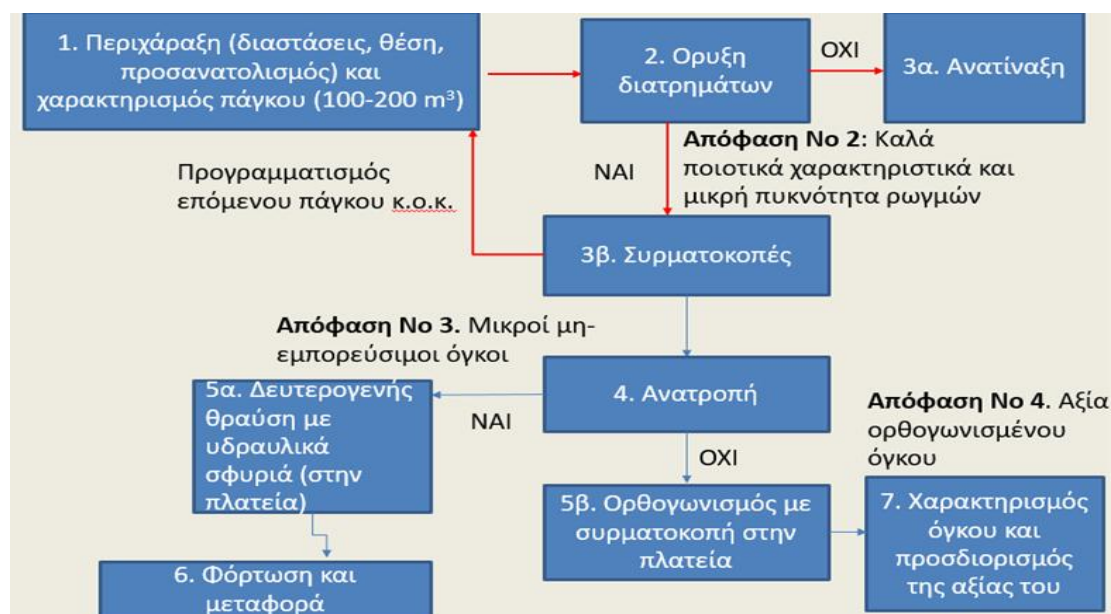 1. Περιχάραξη (διαστάσεις, θέση,
προσανατολισμός) και
χαρακτηρισμός πάγκου (100-200 m³)
2. Ορυξη
διατρημάτων
ΟΧΙ
3α. Ανατίναξη
Προγραμματισμός
επόμενου πάγκου κ.ο.κ.
ΝΑΙ
Απόφαση Νο 2: Καλά
ποιοτικά χαρακτηριστικά και
μικρή πυκνότητα ρωγμών
3β. Συρματοκοπές
Απόφαση Νο 3. Μικροί μη-
εμπορεύσιμοι όγκοι
4. Ανατροπή
5α. Δευτερογενής
θραύση με
υδραυλικά
σφυριά (στην
πλατεία)
ΝΑΙ
ΟΧΙ
Απόφαση Νο 4. Αξία
ορθογωνισμένου
όγκου
5β. Ορθογωνισμός με
συρματοκοπή στην
πλατεία
7. Χαρακτηρισμός
όγκου και
προσδιορισμός
της αξίας του
6. Φόρτωση και
μεταφορά